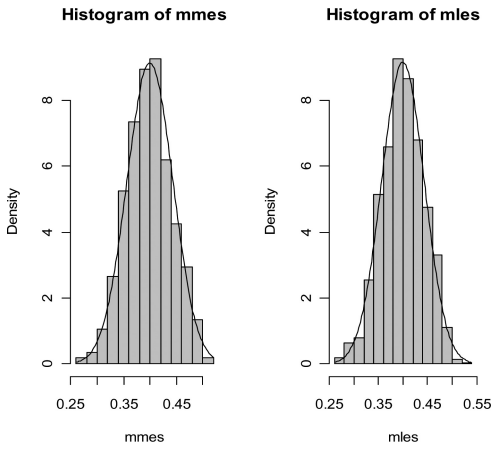 Histogram of mmes
Density
0 2 4 6 8
0.25 0.35 0.45
mmes
Histogram of mles
Density
0 2 4 6 8
0.25 0.35 0.45 0.55
mles